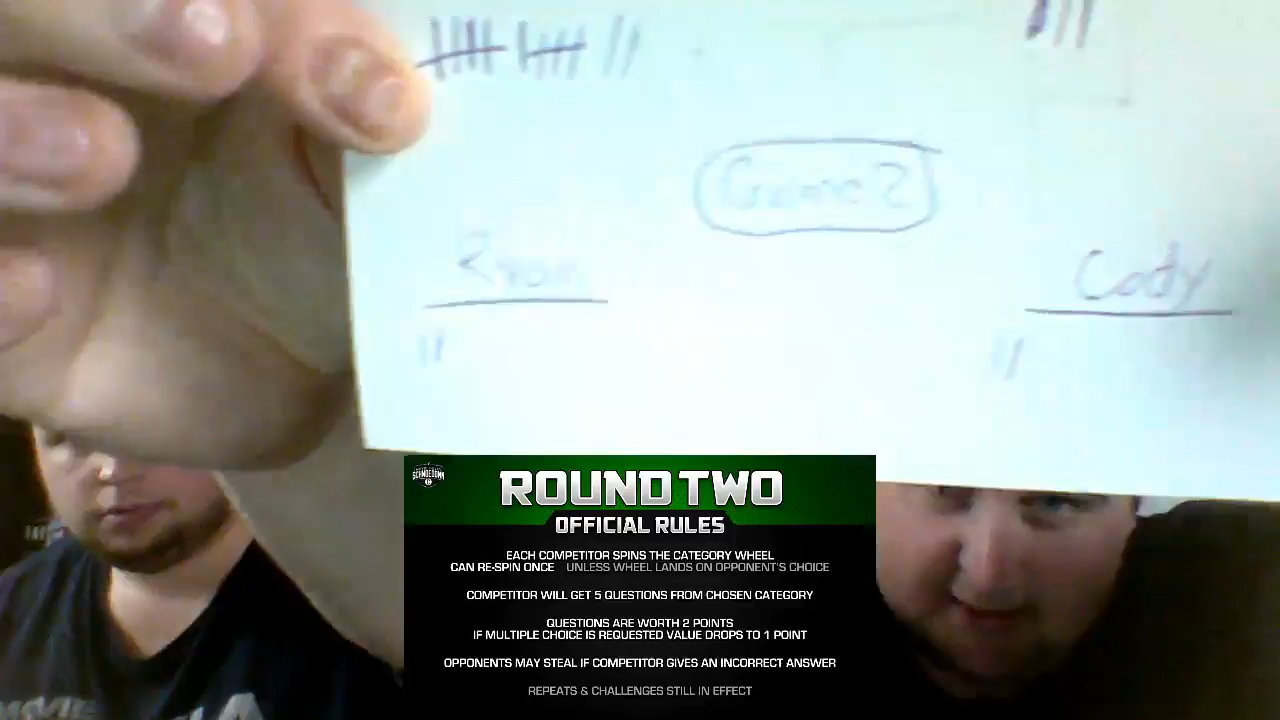 Game 2
Ryan
Cody
SCHMOEDOWN
ROUND TWO
OFFICIAL RULES
EACH COMPETITOR SPINS THE CATEGORY WHEEL
CAN RE-SPIN ONCE UNLESS WHEEL LANDS ON OPPONENT'S CHOICE
COMPETITOR WILL GET 5 QUESTIONS FROM CHOSEN CATEGORY
QUESTIONS ARE WORTH 2 POINTS
IF MULTIPLE CHOICE IS REQUESTED VALUE DROPS TO 1 POINT
OPPONENTS MAY STEAL IF COMPETITOR GIVES AN INCORRECT ANSWER
REPEATS & CHALLENGES STILL IN EFFECT